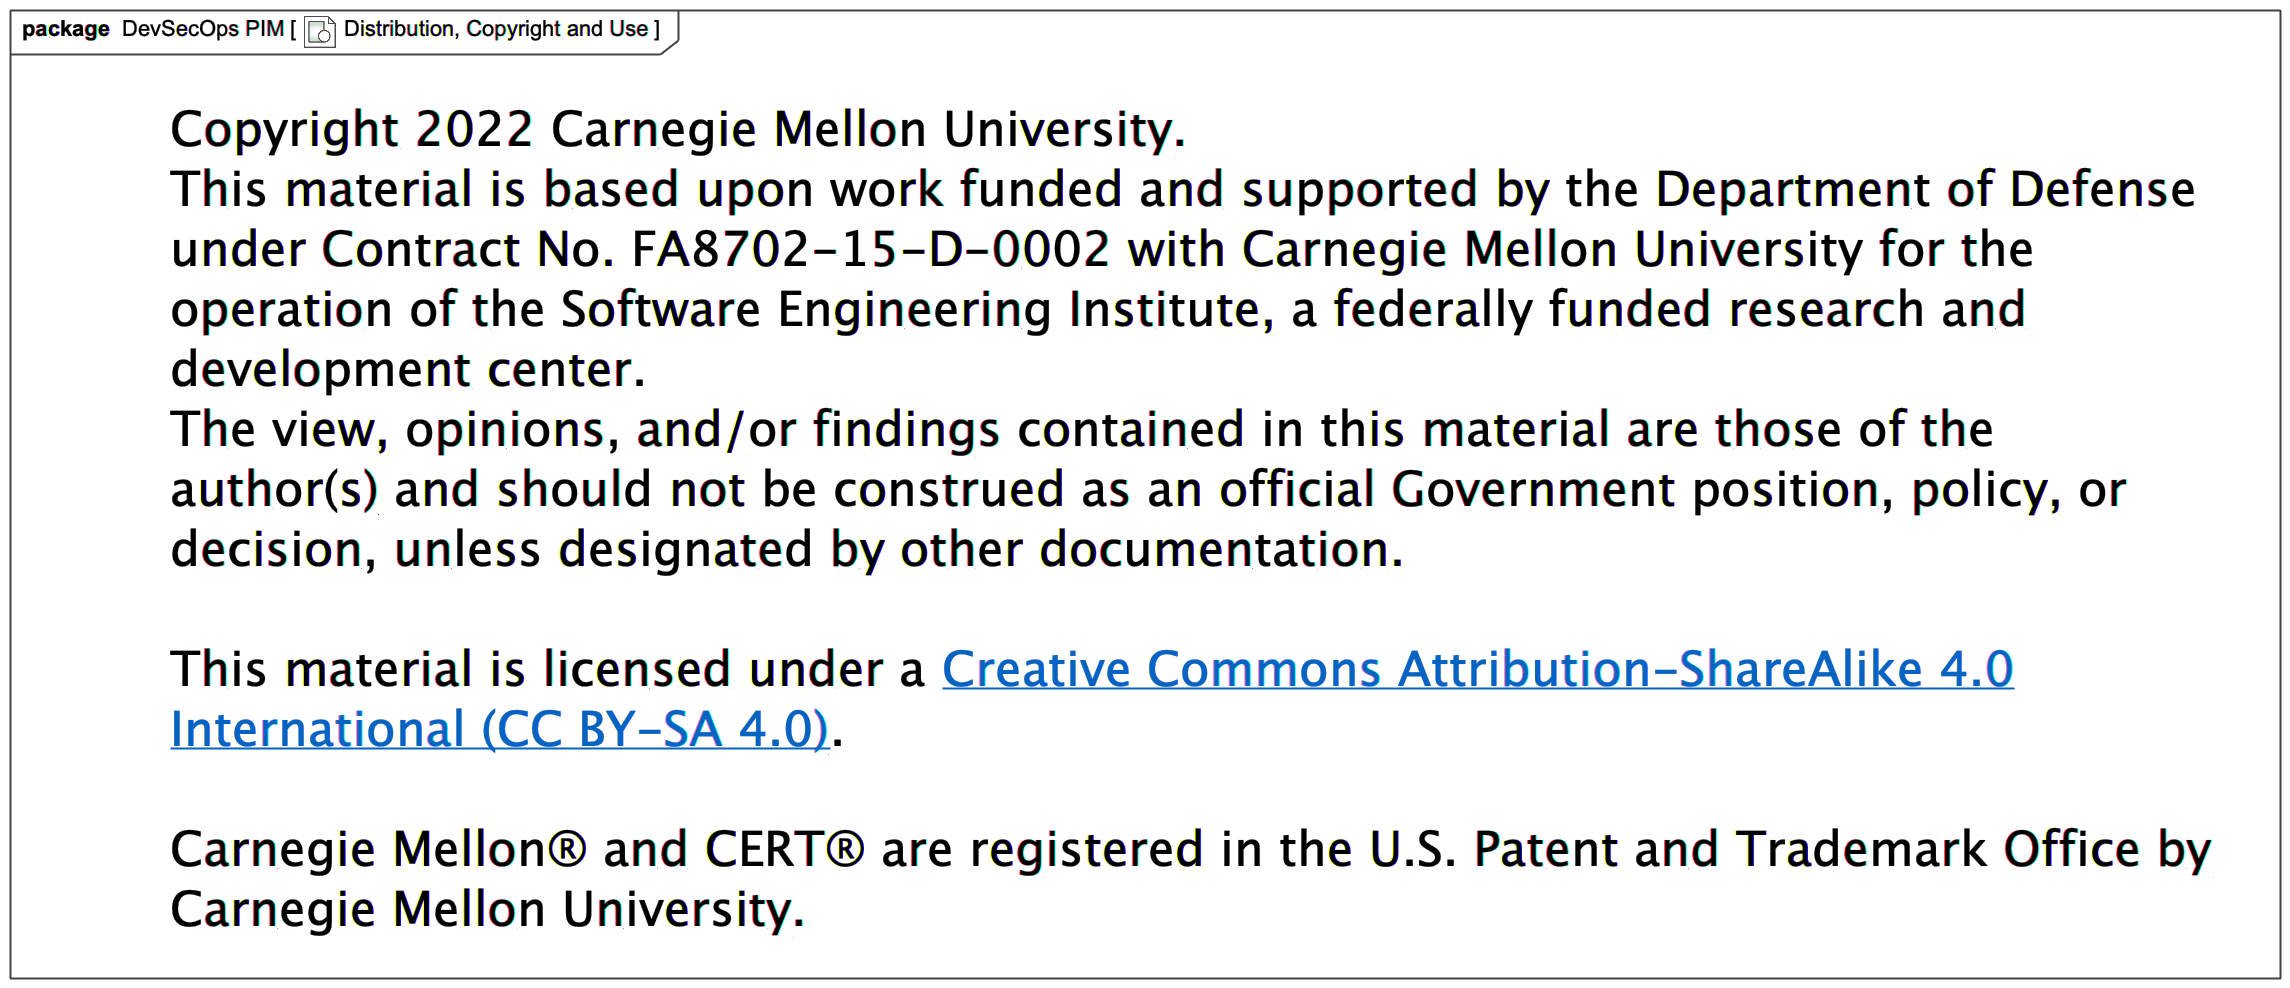 package DevSecOps PIM [ Distribution, Copyright and Use ]
Copyright 2022 Carnegie Mellon University.
This material is based upon work funded and supported by the Department of Defense
under Contract No. FA8702-15-D-0002 with Carnegie Mellon University for the
operation of the Software Engineering Institute, a federally funded research and
development center.
The view, opinions, and/or findings contained in this material are those of the
author(s) and should not be construed as an official Government position, policy, or
decision, unless designated by other documentation.
This material is licensed under a Creative Commons Attribution-ShareAlike 4.0
International (CC BY-SA 4.0).
Carnegie Mellon® and CERT® are registered in the U.S. Patent and Trademark Office by
Carnegie Mellon University.